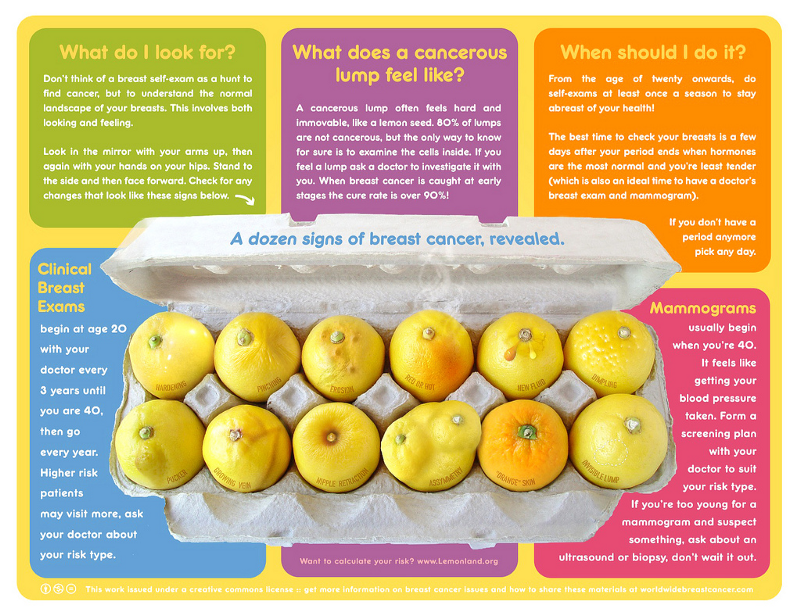 What do I look for?
Don't think of a breast self-exam as a hunt to
find cancer, but to understand the normal
landscape of your breasts. This involves both
looking and feeling.
Look in the mirror with your arms up, then
again with your hands on your hips. Stand to
the side and then face forward. Check for any
changes that look like these signs below.
What does a cancerous
lump feel like?
A cancerous lump often feels hard and
immovable, like a lemon seed. 80% of lumps
are not cancerous, but the only way to know
for sure is to examine the cells inside. If you
feel a lump ask a doctor to investigate it with
you. When breast cancer is caught at early
stages the cure rate is over 90%!
When should I do it?
From the age of twenty onwards, do
self-exams at least once a season to stay
abreast of your health!
The best time to check your breasts is a few
days after your period ends when hormones
are the most normal and you're least tender
(which is also an ideal time to have a doctor's
breast exam and mammogram).
If you don't have a
period anymore
pick any day.
A dozen signs of breast cancer, revealed.
Clinical
Breast
Exams
begin at age 20
with your
doctor every
3 years until
you are 40,
then go
every year.
Higher risk
patients
may visit more, ask
your doctor about
your risk type.
HARDENING
PINCHING
EROSION
RED OR HOT
NEW FLUID
DIMPLING
PUCKER
GROWING VEIN
NIPPLE RETRACTION
ASSYMETRY
"ORANGE" SKIN
INVISIBLE LUMP
Mammograms
usually begin
when you're 40.
It feels like
getting your
blood pressure
taken. Form a
screening plan
with your
doctor to suit
your risk type.
If you're too young for a
mammogram and suspect
something, ask about an
ultrasound or biopsy, don't wait it out.
Want to calculate your risk? www.Lemonland.org
This work issued under a creative commons license :: get more information on breast cancer issues and how to share these materials at worldwidebreastcancer.com